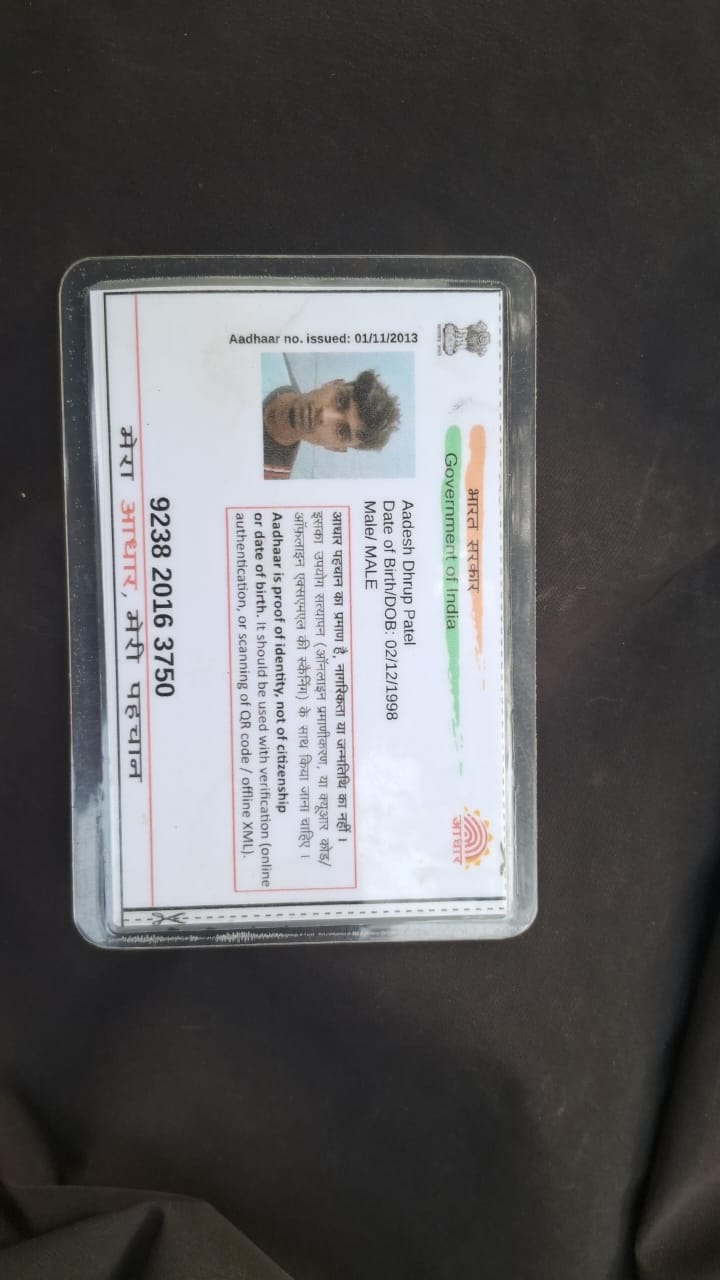 भारत सरकार
Government of India
आधार
Aadhaar no. issued: 01/11/2013
Aadesh Dhrup Patel
Date of Birth/DOB: 02/12/1998
Male/ MALE
आधार पहचान का प्रमाण है, नागरिकता या जन्मतिथि का नहीं ।
इसका उपयोग सत्यापन (ऑनलाइन प्रमाणीकरण, या क्यूआर कोड/
ऑफलाइन एक्सएमएल की स्कैनिंग) के साथ किया जाना चाहिए ।
Aadhaar is proof of identity, not of citizenship
or date of birth. It should be used with verification (online
authentication, or scanning of QR code / offline XML).
9238 2016 3750
मेरा आधार, मेरी पहचान